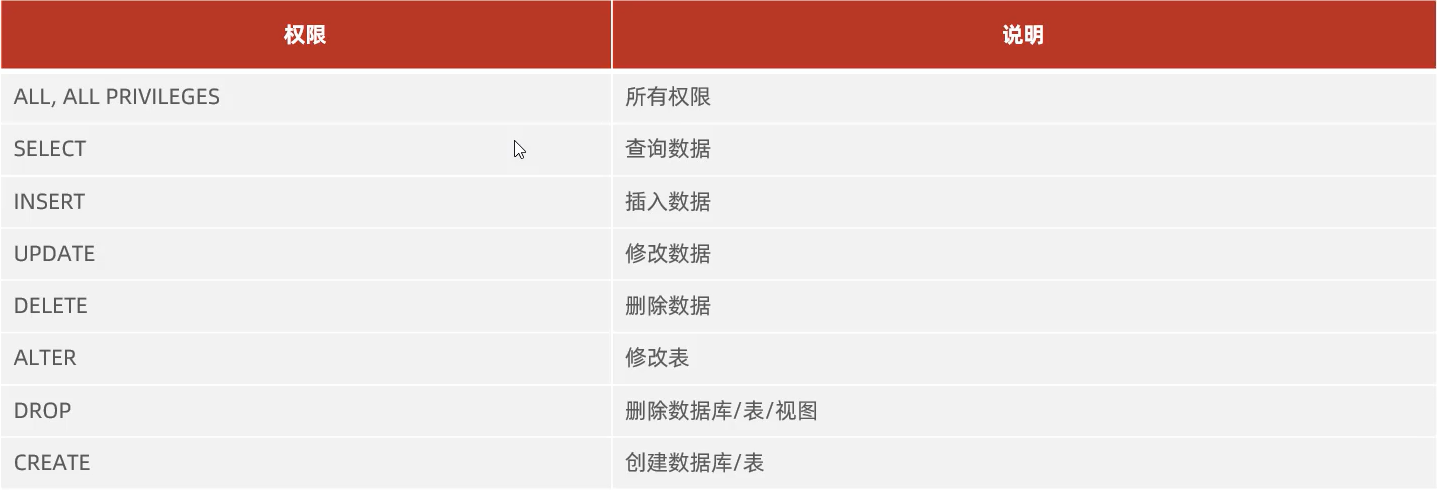 权限 说明
ALL, ALL PRIVILEGES 所有权限
SELECT 查询数据
INSERT 插入数据
UPDATE 修改数据
DELETE 删除数据
ALTER 修改表
DROP 删除数据库/表/视图
CREATE 创建数据库/表